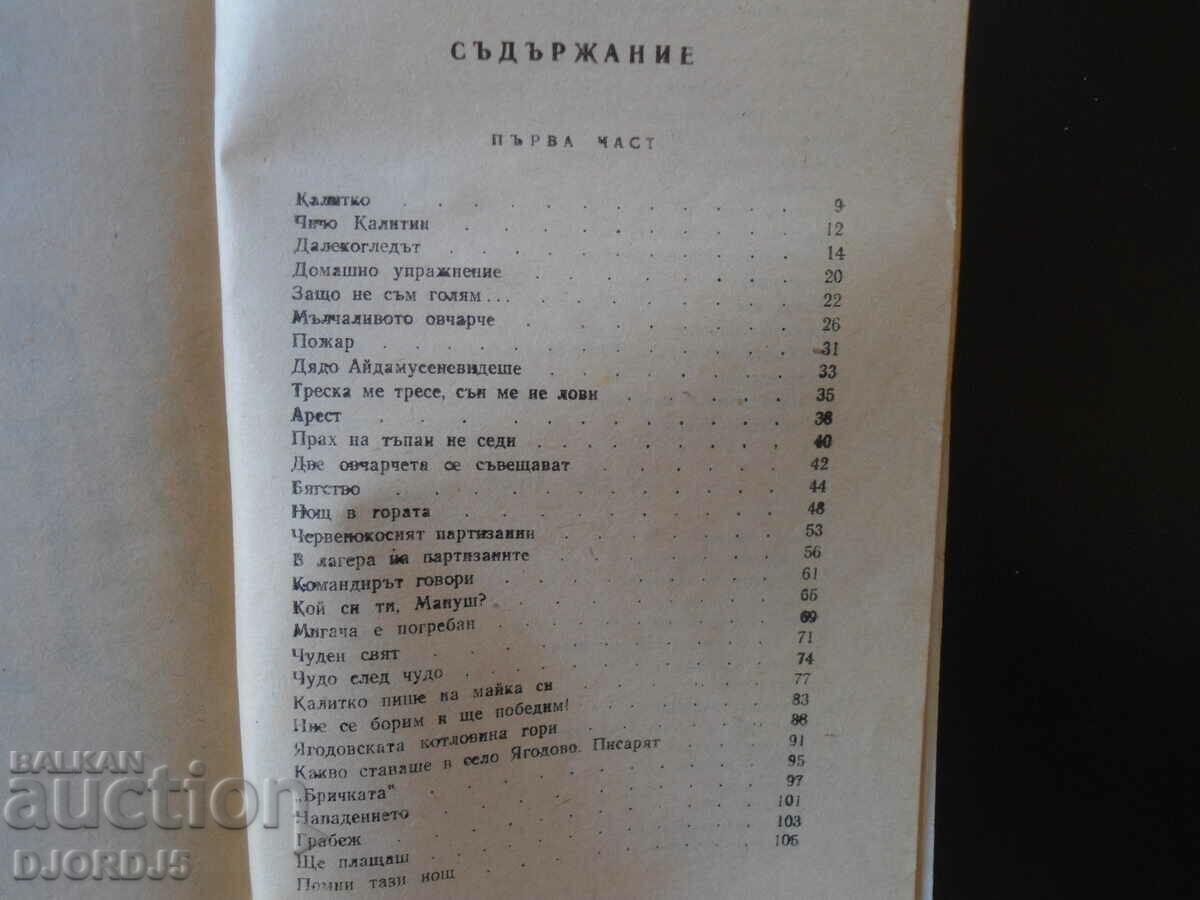 СЪДЪРЖАНИЕ
ПЪРВА ЧАСТ
Калитко . . . . . . . . . 9
Чичо Калитин . . . . . . . . 12
Далекогледът . . . . . . . . 14
Домашно упражнение . . . . . . 20
Защо не съм голям... . . . . . . 22
Мълчаливото овчарче . . . . . . 26
Пожар . . . . . . . . . 31
Дядо Айдамусеневидеше . . . . . 33
Треска ме тресе, сън ме не лови . . . . 35
Арест . . . . . . . . . 38
Прах на тъпан не седи . . . . . . 40
Две овчарчета се съвещават . . . . . 42
Бягство . . . . . . . . . 44
Нощ в гората . . . . . . . . 48
Червенокосият партизанин . . . . . 53
В лагера на партизаните . . . . . 56
Командирът говори . . . . . . 61
Кой си ти, Мануш? . . . . . . 65
Мигача е погребан . . . . . . 69
Чуден свят . . . . . . . . 71
Чудо след чудо . . . . . . . 74
Калитко пише на майка си . . . . . 77
Ние се борим и ще победим! . . . . . 83
Ягодовската котловина гори . . . . . 88
Какво ставаше в село Ягодово. Писарят . . . 91
„Бричката“ . . . . . . . . 95
Нападението . . . . . . . . 97
Грабеж . . . . . . . . . 101
Ще плащаш . . . . . . . . 103
Помни тази нощ . . . . . . . 106
BALKAN
auction
DJORDJ5